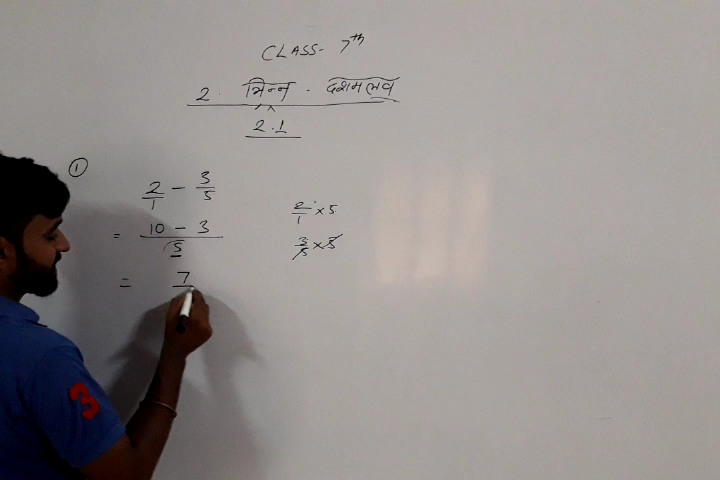 CLASS- 7th
2. भिन्न - दशमलव
2.1
①
2/1 - 3/5
= 10 - 3 / 5
= 7
2/1 × 5
3/5 × 5
3